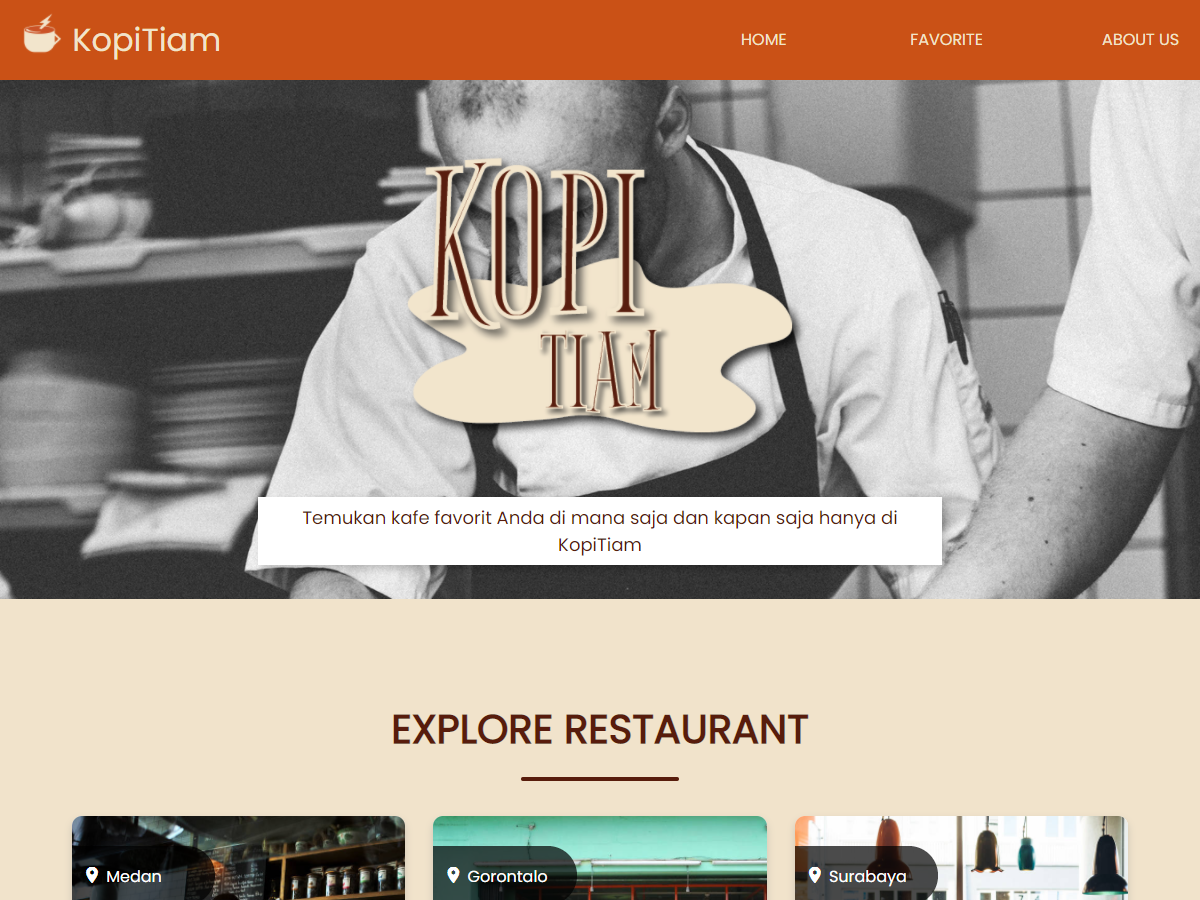 KopiTiam
HOME
FAVORITE
ABOUT US
KOPI
TIAM
Temukan kafe favorit Anda di mana saja dan kapan saja hanya di
KopiTiam
EXPLORE RESTAURANT
Medan
Gorontalo
Surabaya